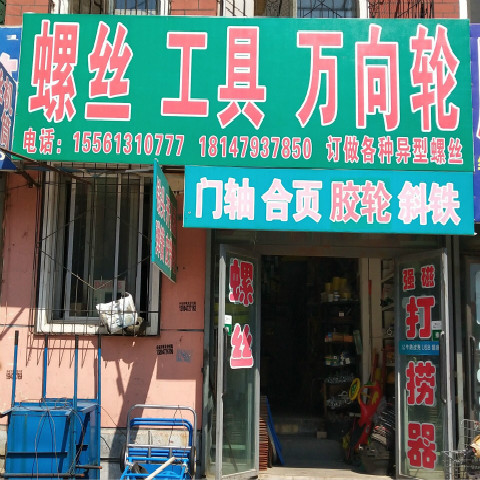 螺丝 工具 万向轮
电话：15561310777 18147937850 订做各种异型螺丝
门轴 合页 胶轮 斜铁
螺丝
强磁
打捞器